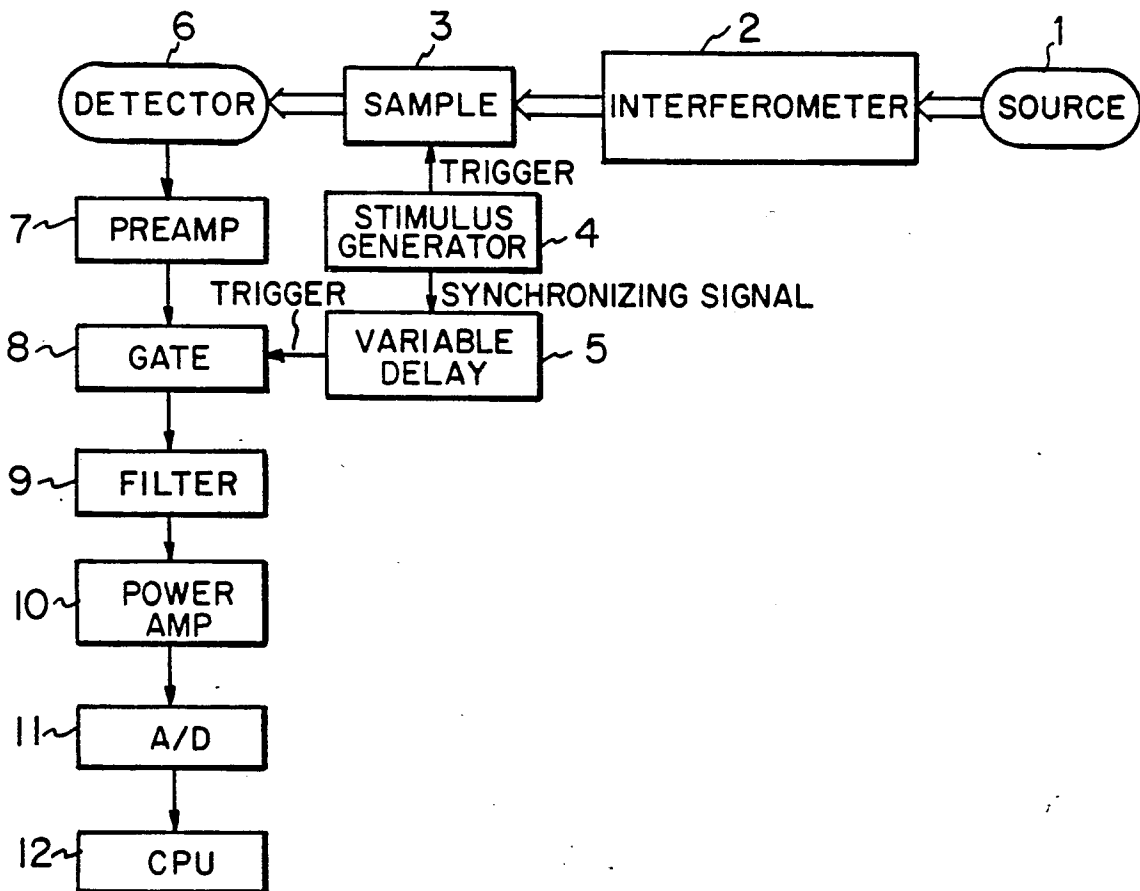 6
3
2
1
DETECTOR
SAMPLE
INTERFEROMETER
SOURCE
TRIGGER
7
PREAMP
STIMULUS
GENERATOR
4
TRIGGER
SYNCHRONIZING SIGNAL
8
GATE
VARIABLE
DELAY
5
9
FILTER
10
POWER
AMP
11
A/D
12
CPU